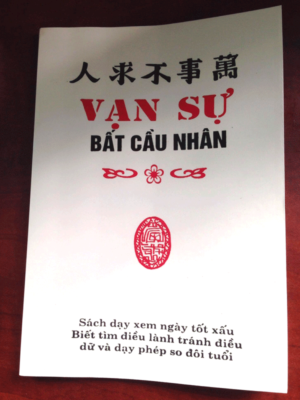 萬事不求人
VẠN SỰ
BẤT CẦU NHÂN
Sách dạy xem ngày tốt xấu
Biết tìm điều lành tránh điều
dữ và dạy phép so đôi tuổi